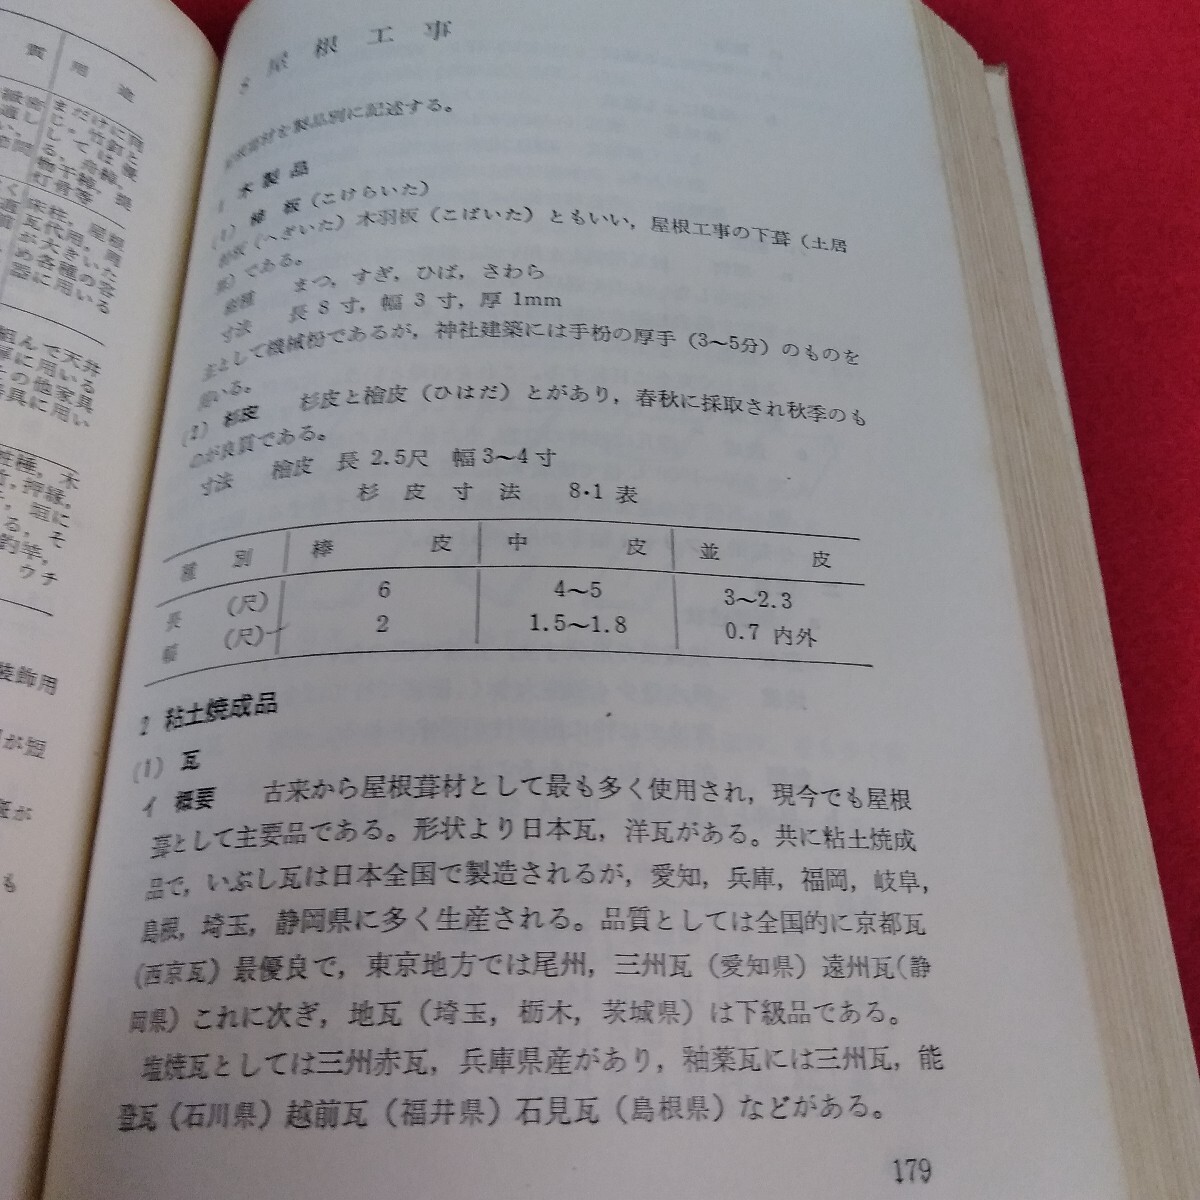 質 用途
8 屋根工事
屋根葺材を製品別に記述する。
1 木製品
(1) 柿板（こけらいた）
粉板（へぎいた）木羽板（こばいた）ともいい，屋根工事の下葺（土居
葺）である。
樹種 まつ，すぎ，ひば，さわら
寸法 長8寸，幅3寸，厚1mm
主として機械枌であるが，神社建築には手枌の厚手（3〜5分）のものを
用いる。
(2) 杉皮 杉皮と檜皮（ひはだ）とがあり，春秋に採取され秋季のも
のが良質である。
寸法 檜皮 長2.5尺 幅3〜4寸
杉皮寸法 8・1表
種別 棒皮 中皮 並皮
長 (尺) 6 4〜5 3〜2.3
幅 (尺) 2 1.5〜1.8 0.7内外
2 粘土焼成品
(1) 瓦
イ 概要 古来から屋根葺材として最も多く使用され，現今でも屋根
葺として主要品である。形状より日本瓦，洋瓦がある。共に粘土焼成
品で，いぶし瓦は日本全国で製造されるが，愛知，兵庫，福岡，岐阜，
島根，埼玉，静岡県に多く生産される。品質としては全国的に京都瓦
（西京瓦）最優良で，東京地方では尾州，三州瓦（愛知県）遠州瓦（静
岡県）これに次ぎ，地瓦（埼玉，栃木，茨城県）は下級品である。
塩焼瓦としては三州赤瓦，兵庫県産があり，釉薬瓦には三州瓦，能
登瓦（石川県）越前瓦（福井県）石見瓦（島根県）などがある。
179